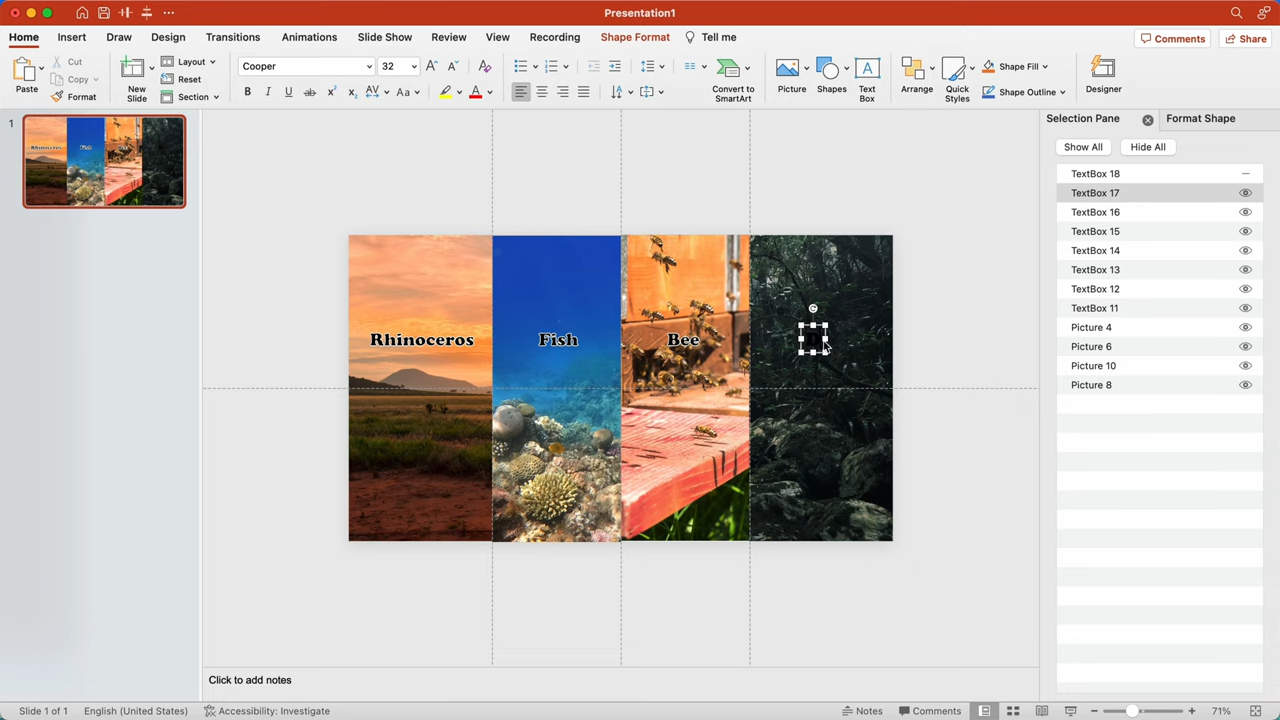 Presentation1
Home Insert Draw Design Transitions Animations Slide Show Review View Recording Shape Format Tell me Comments Share
Paste Cut Copy Format
New Slide Layout Reset Section
Cooper 32
B I U ab x² x₂ AV Aa A A
Convert to SmartArt
Picture Shapes Text Box Arrange Quick Styles Shape Fill Shape Outline Designer
1
Rhinoceros Fish Bee
Selection Pane Format Shape
Show All Hide All
TextBox 18
TextBox 17
TextBox 16
TextBox 15
TextBox 14
TextBox 13
TextBox 12
TextBox 11
Picture 4
Picture 6
Picture 10
Picture 8
Click to add notes
Slide 1 of 1 English (United States) Accessibility: Investigate Notes Comments 71%